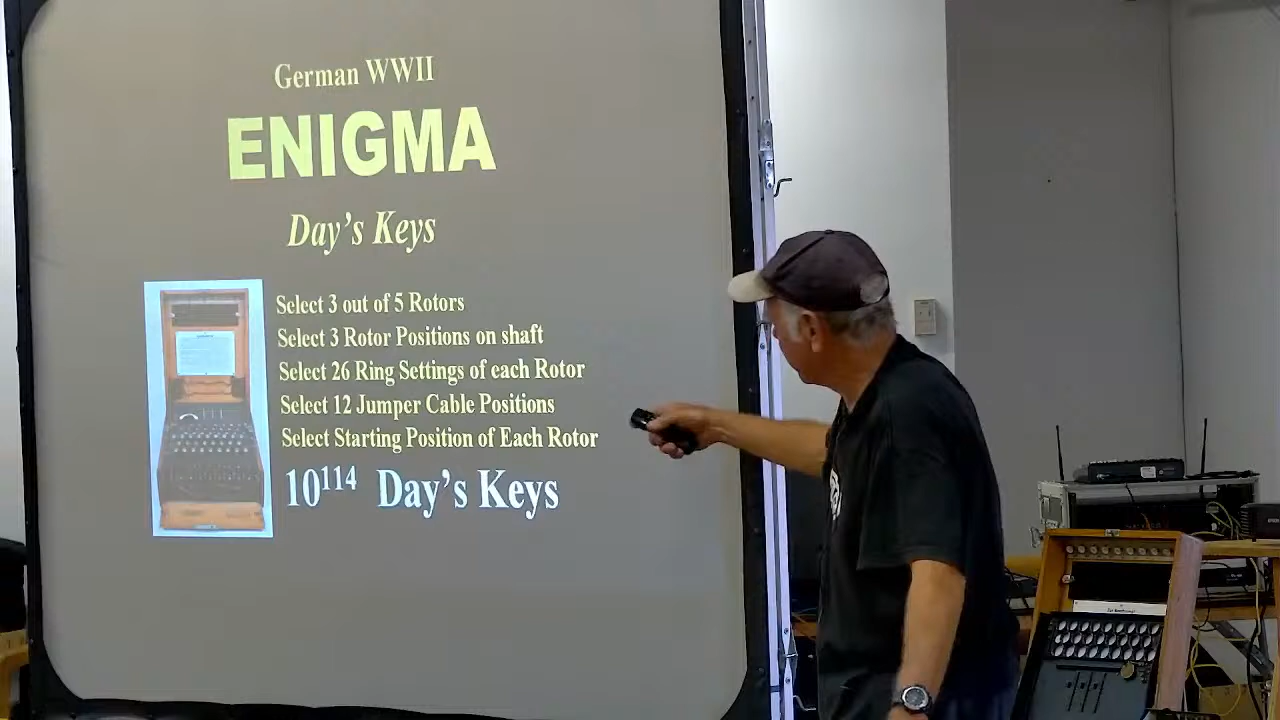 German WWII
ENIGMA
Day's Keys
Select 3 out of 5 Rotors
Select 3 Rotor Positions on shaft
Select 26 Ring Settings of each Rotor
Select 12 Jumper Cable Positions
Select Starting Position of Each Rotor
10¹¹⁴ Day's Keys